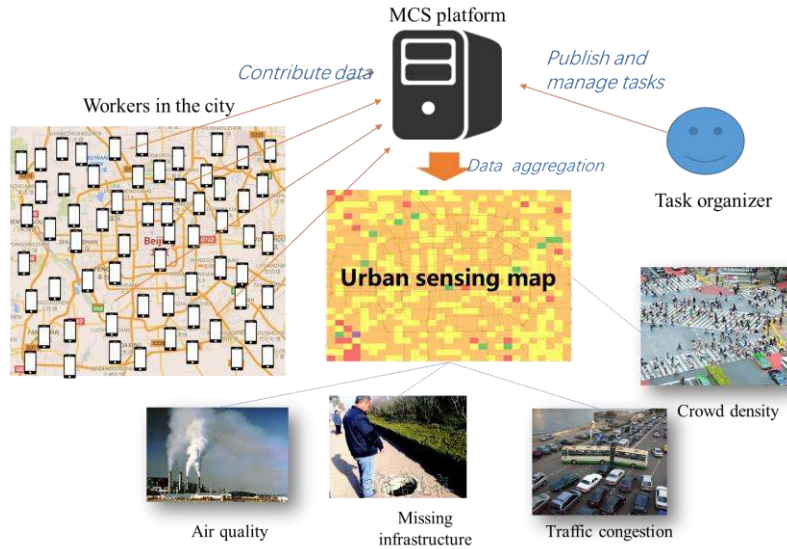 MCS platform
Contribute data
Publish and
manage tasks
Workers in the city
Data aggregation
Task organizer
Beiji
Urban sensing map
Crowd density
Air quality
Missing
infrastructure
Traffic congestion